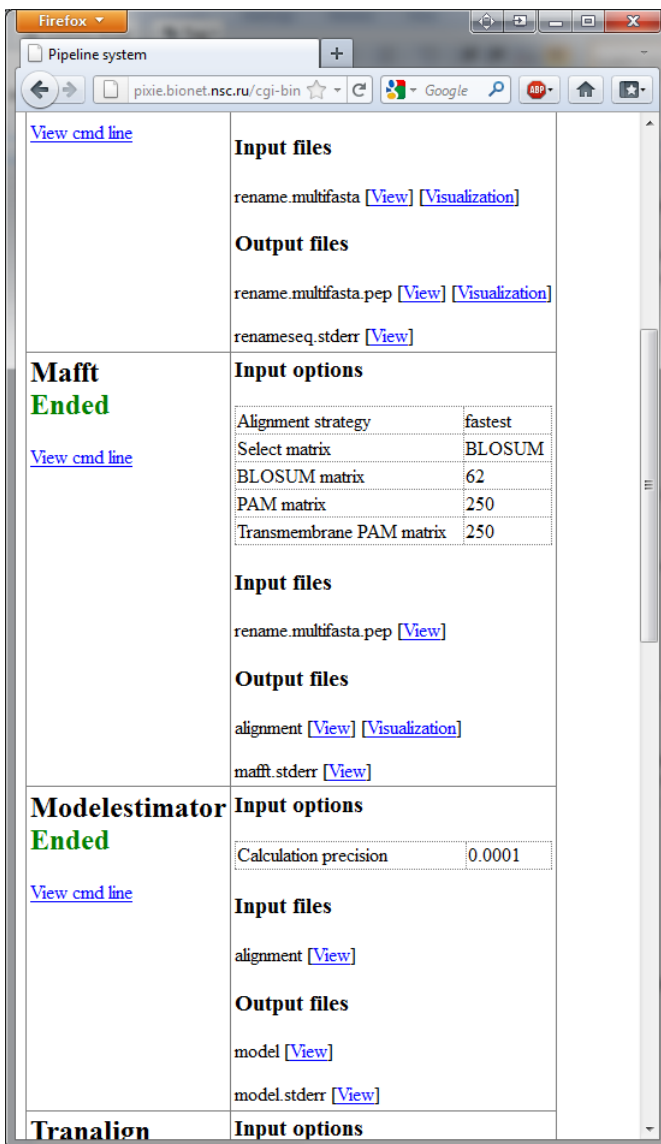 Firefox
Pipeline system
pixie.bionet.nsc.ru/cgi-bin
Google
ABP
View cmd line
Input files
rename.multifasta [View] [Visualization]
Output files
rename.multifasta.pep [View] [Visualization]
renameseq.stderr [View]
Mafft
Ended
View cmd line
Input options
Alignment strategy fastest
Select matrix BLOSUM
BLOSUM matrix 62
PAM matrix 250
Transmembrane PAM matrix 250
Input files
rename.multifasta.pep [View]
Output files
alignment [View] [Visualization]
mafft.stderr [View]
Modelestimator
Ended
View cmd line
Input options
Calculation precision 0.0001
Input files
alignment [View]
Output files
model [View]
model.stderr [View]
Tranalign
Input options